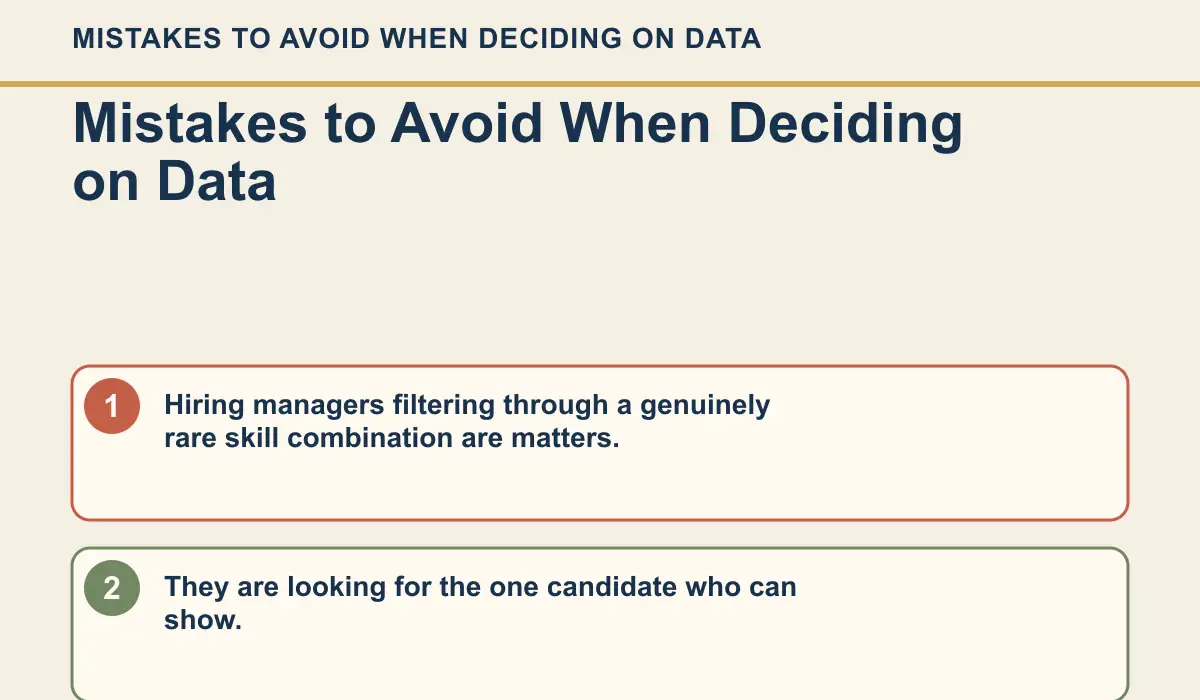 MISTAKES TO AVOID WHEN DECIDING ON DATA
Mistakes to Avoid When Deciding
on Data
1
Hiring managers filtering through a genuinely
rare skill combination are matters.
2
They are looking for the one candidate who can
show.